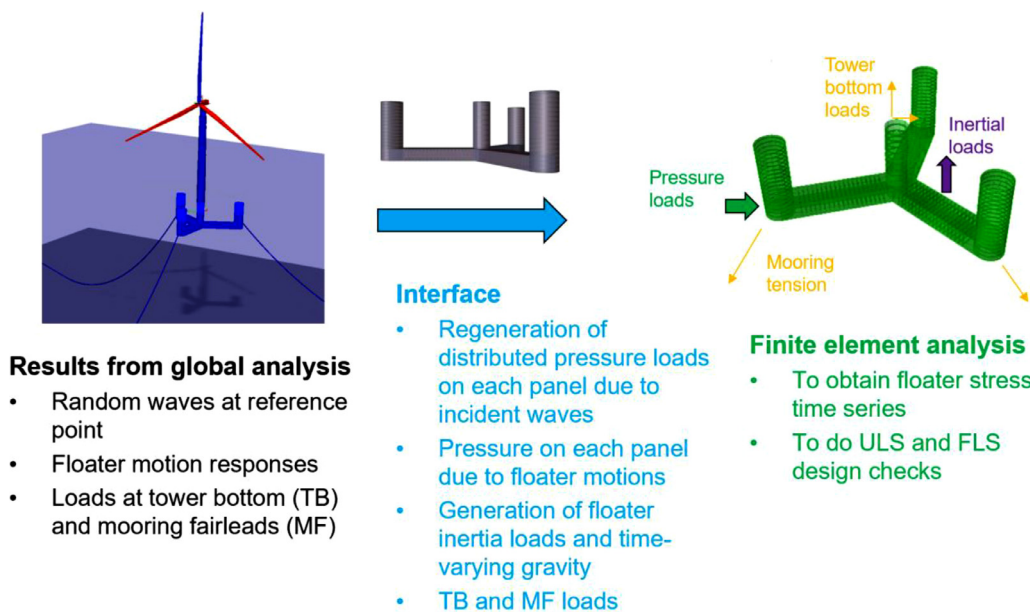 Results from global analysis
• Random waves at reference
point
• Floater motion responses
• Loads at tower bottom (TB)
and mooring fairleads (MF)
Interface
• Regeneration of
distributed pressure loads
on each panel due to
incident waves
• Pressure on each panel
due to floater motions
• Generation of floater
inertia loads and time-
varying gravity
• TB and MF loads
Tower
bottom
loads
Inertial
loads
Pressure
loads
Mooring
tension
Finite element analysis
• To obtain floater stress
time series
• To do ULS and FLS
design checks